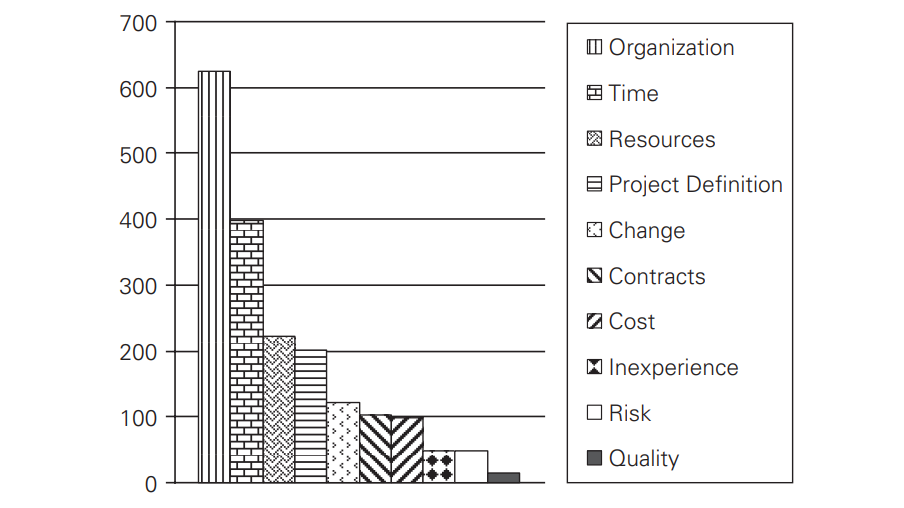 700
600
500
400
300
200
100
0
Organization
Time
Resources
Project Definition
Change
Contracts
Cost
Inexperience
Risk
Quality